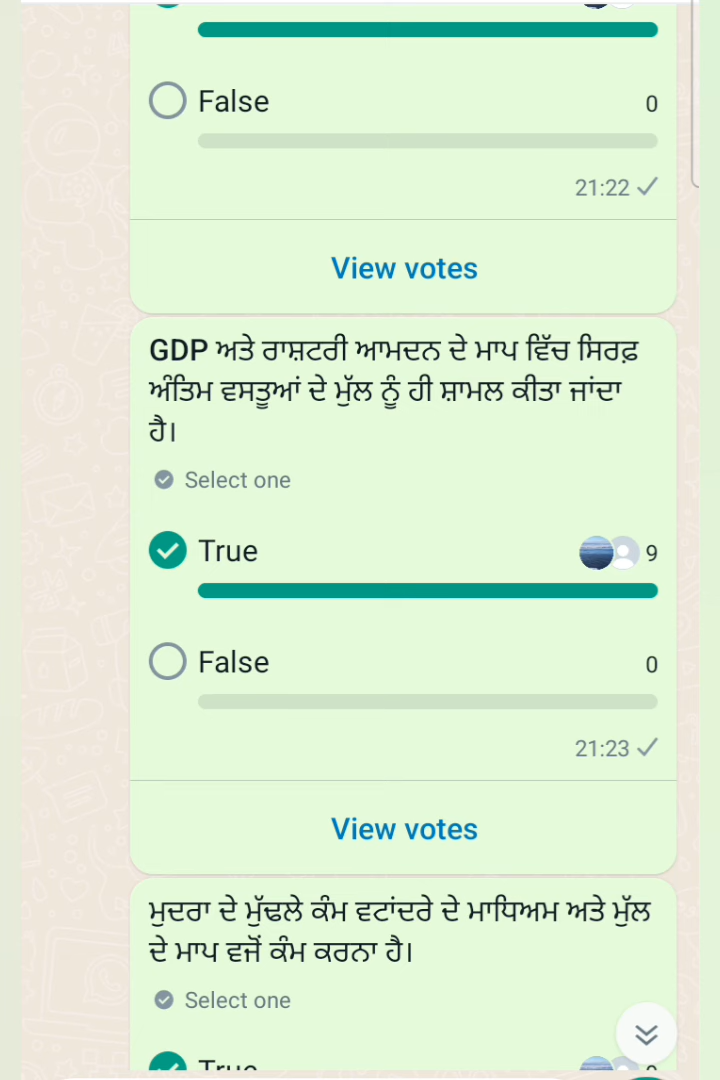 False 0
21:22
View votes
GDP ਅਤੇ ਰਾਸ਼ਟਰੀ ਆਮਦਨ ਦੇ ਮਾਪ ਵਿੱਚ ਸਿਰਫ਼
ਅੰਤਿਮ ਵਸਤੂਆਂ ਦੇ ਮੁੱਲ ਨੂੰ ਹੀ ਸ਼ਾਮਲ ਕੀਤਾ ਜਾਂਦਾ
ਹੈ।
Select one
True 9
False 0
21:23
View votes
ਮੁਦਰਾ ਦੇ ਮੁੱਢਲੇ ਕੰਮ ਵਟਾਂਦਰੇ ਦੇ ਮਾਧਿਅਮ ਅਤੇ ਮੁੱਲ
ਦੇ ਮਾਪ ਵਜੋਂ ਕੰਮ ਕਰਨਾ ਹੈ।
Select one
True